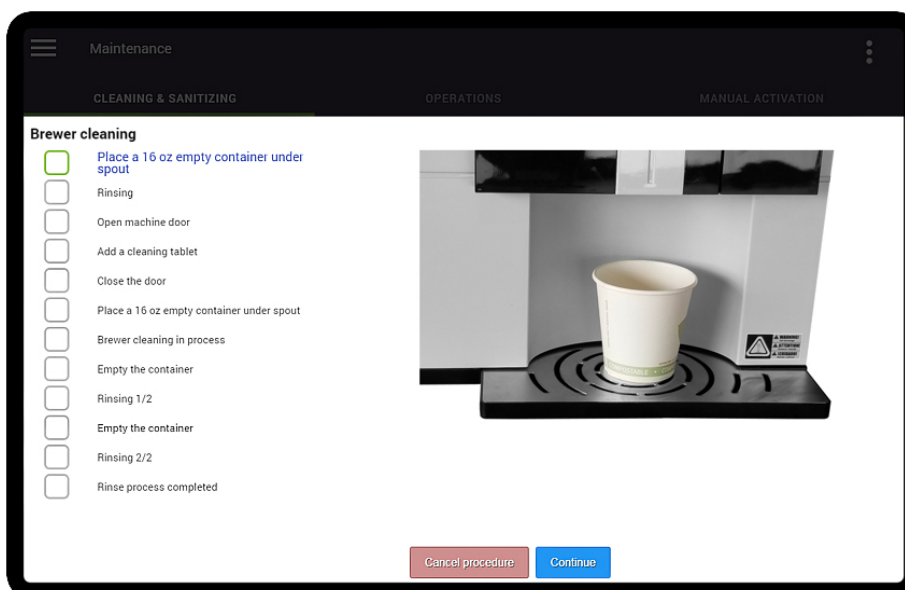 Maintenance
CLEANING & SANITIZING
OPERATIONS
MANUAL ACTIVATION
Brewer cleaning
Place a 16 oz empty container under
spout
Rinsing
Open machine door
Add a cleaning tablet
Close the door
Place a 16 oz empty container under spout
Brewer cleaning in process
Empty the container
Rinsing 1/2
Empty the container
Rinsing 2/2
Rinse process completed
WARNING!
ATTENTION!
Cancel procedure
Continue